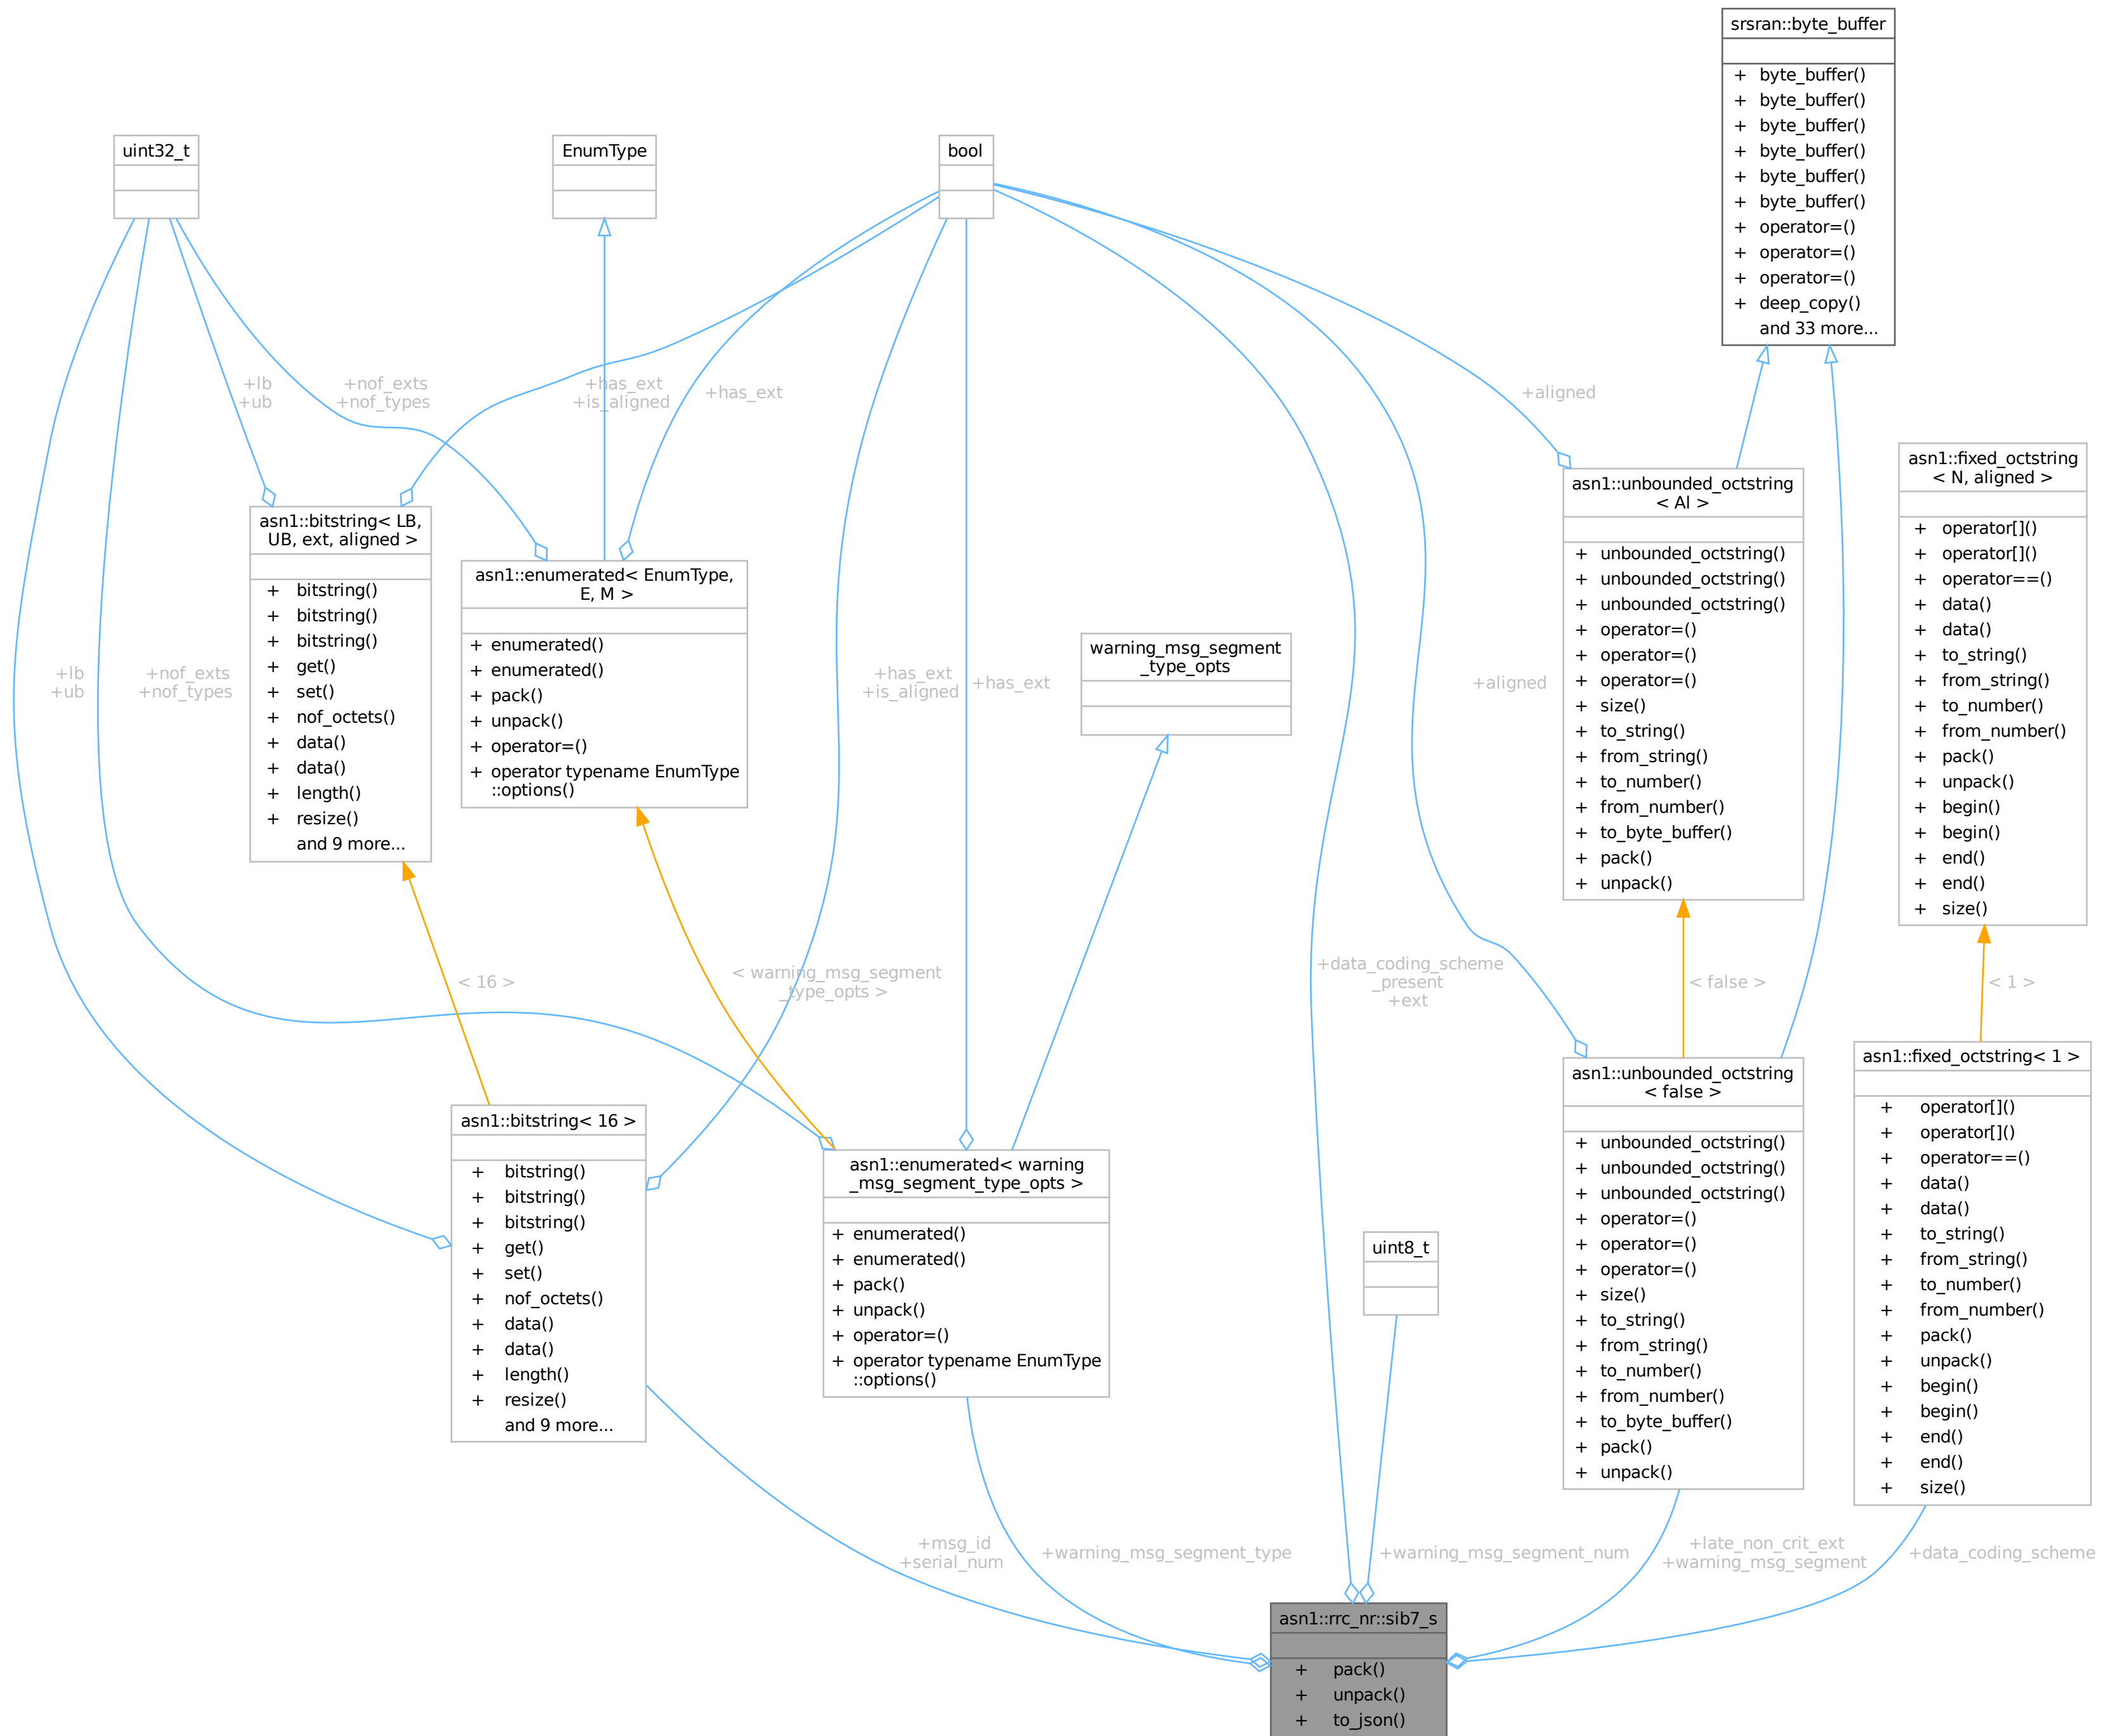 srsran::byte_buffer
+ byte_buffer()
+ byte_buffer()
+ byte_buffer()
+ byte_buffer()
+ byte_buffer()
+ byte_buffer()
+ operator=()
+ operator=()
+ operator=()
+ deep_copy()
and 33 more...
uint32_t
EnumType
bool
+lb
+ub
+nof_exts
+nof_types
+has_ext
+is_aligned
+has_ext
+aligned
asn1::bitstring< LB,
UB, ext, aligned >
+ bitstring()
+ bitstring()
+ bitstring()
+ get()
+ set()
+ nof_octets()
+ data()
+ data()
+ length()
+ resize()
and 9 more...
asn1::enumerated< EnumType,
E, M >
+ enumerated()
+ enumerated()
+ pack()
+ unpack()
+ operator=()
+ operator typename EnumType
::options()
warning_msg_segment
_type_opts
asn1::unbounded_octstring
< Al >
+ unbounded_octstring()
+ unbounded_octstring()
+ unbounded_octstring()
+ operator=()
+ operator=()
+ operator=()
+ size()
+ to_string()
+ from_string()
+ to_number()
+ from_number()
+ to_byte_buffer()
+ pack()
+ unpack()
asn1::fixed_octstring
< N, aligned >
+ operator[]()
+ operator[]()
+ operator==()
+ data()
+ data()
+ to_string()
+ from_string()
+ to_number()
+ from_number()
+ pack()
+ unpack()
+ begin()
+ begin()
+ end()
+ end()
+ size()
+lb
+ub
+nof_exts
+nof_types
+has_ext
+is_aligned
+has_ext
+aligned
< 16 >
< warning_msg_segment
_type_opts >
+data_coding_scheme
_present
+ext
< false >
< 1 >
asn1::bitstring< 16 >
+ bitstring()
+ bitstring()
+ bitstring()
+ get()
+ set()
+ nof_octets()
+ data()
+ data()
+ length()
+ resize()
and 9 more...
asn1::enumerated< warning
_msg_segment_type_opts >
+ enumerated()
+ enumerated()
+ pack()
+ unpack()
+ operator=()
+ operator typename EnumType
::options()
uint8_t
asn1::unbounded_octstring
< false >
+ unbounded_octstring()
+ unbounded_octstring()
+ unbounded_octstring()
+ operator=()
+ operator=()
+ operator=()
+ size()
+ to_string()
+ from_string()
+ to_number()
+ from_number()
+ to_byte_buffer()
+ pack()
+ unpack()
asn1::fixed_octstring< 1 >
+ operator[]()
+ operator[]()
+ operator==()
+ data()
+ data()
+ to_string()
+ from_string()
+ to_number()
+ from_number()
+ pack()
+ unpack()
+ begin()
+ begin()
+ end()
+ end()
+ size()
+msg_id
+serial_num
+warning_msg_segment_type
+warning_msg_segment_num
+late_non_crit_ext
+warning_msg_segment
+data_coding_scheme
asn1::rrc_nr::sib7_s
+ pack()
+ unpack()
+ to_json()